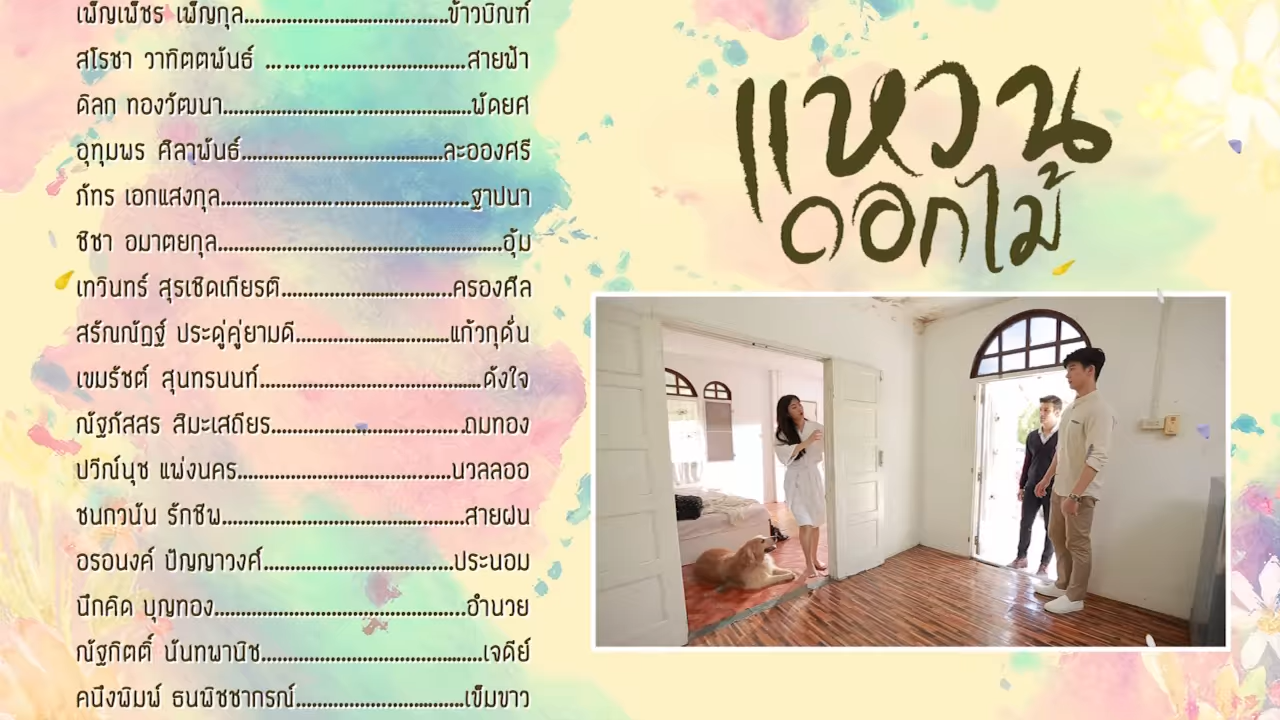 เพ็ญเพ็ชร เพ็ญกุล..................................ข้าวบิณฑ์
สโรชา วาทิตตพันธ์ .................................สายฟ้า
ดิลก ทองวัฒนา..........................................พัดยศ
อุทุมพร ศิลาพันธ์..................................ละอองศรี
ภัทร เอกแสงกุล..........................................ฐาปนา
ชิชา อมาตยกุล................................................อุ้ม
เทวินทร์ สุรเชิดเกียรติ.............................ครองศีล
สรัณณัฏฐ์ ประดู่คู่ยามดี..........................แก้วกุดั่น
เขมรัชต์ สุนทรนนท์.....................................ดังใจ
ณัฐภัสสร สิมะเสถียร.................................ถมทอง
ปวีณ์นุช แพ่งนคร....................................นวลลออ
ชนกวนัน รักชีพ.........................................สายฝน
อรอนงค์ ปัญญาวงศ์................................ประนอม
นึกคิด บุญทอง..........................................อำนวย
ณัฐกิตติ์ นันทพานิช.....................................เจดีย์
คนึงพิมพ์ ธนพิชชากรณ์............................เข็มขาว
แหวน
ดอกไม้